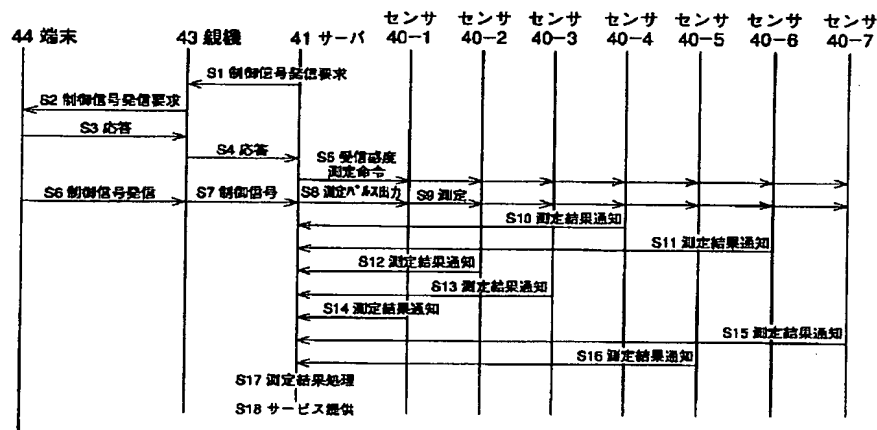 44 端末
43 親機
41 サーバ
センサ
40-1
センサ
40-2
センサ
40-3
センサ
40-4
センサ
40-5
センサ
40-6
センサ
40-7
S1 制御信号発信要求
S2 制御信号発信要求
S3 応答
S4 応答
S5 受信感度
測定命令
S6 制御信号発信
S7 制御信号
S8 測定パルス出力
S9 測定
S10 測定結果通知
S11 測定結果通知
S12 測定結果通知
S13 測定結果通知
S14 測定結果通知
S15 測定結果通知
S16 測定結果通知
S17 測定結果処理
S18 サービス提供